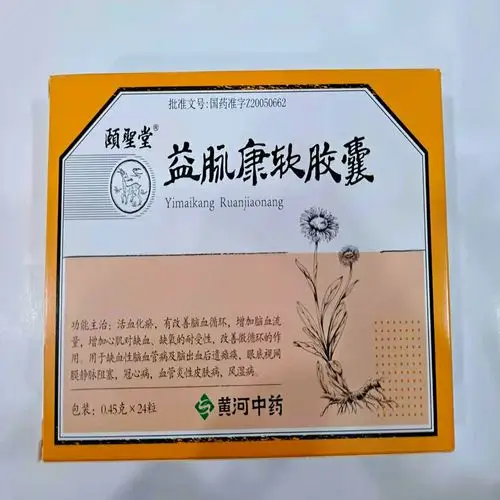 批准文号:国药准字Z20050662
颐聖堂®
益脉康软胶囊
Yimaikang Ruanjiaonang
功能主治:活血化瘀,有改善脑血循环,增加脑血流
量,增加心肌对缺血、缺氧的耐受性,改善微循环的作
用。用于缺血性脑血管病及脑出血后遗瘫痪,眼底视网
膜静脉阻塞,冠心病,血管炎性皮肤病,风湿病。
包装:0.45克×24粒
黄河中药